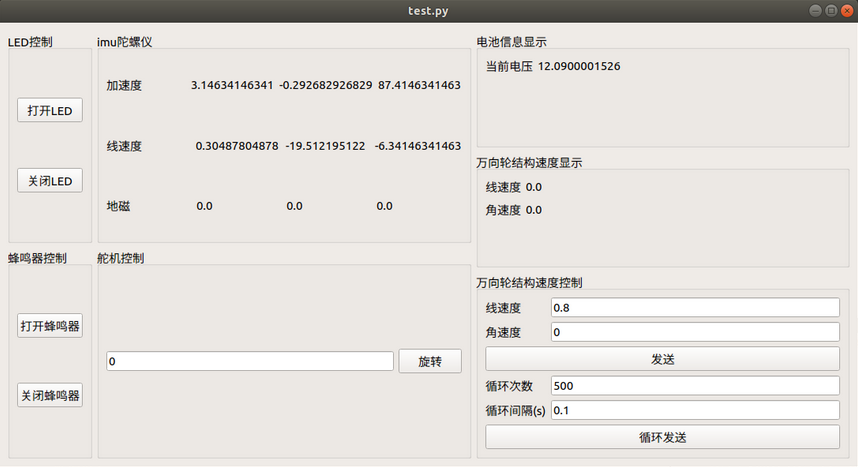 test.py
LED控制
打开LED
关闭LED
imu陀螺仪
加速度 3.14634146341 -0.292682926829 87.4146341463
线速度 0.30487804878 -19.512195122 -6.34146341463
地磁 0.0 0.0 0.0
电池信息显示
当前电压 12.0900001526
万向轮结构速度显示
线速度 0.0
角速度 0.0
蜂鸣器控制
打开蜂鸣器
关闭蜂鸣器
舵机控制
0 旋转
万向轮结构速度控制
线速度 0.8
角速度 0
发送
循环次数 500
循环间隔(s) 0.1
循环发送